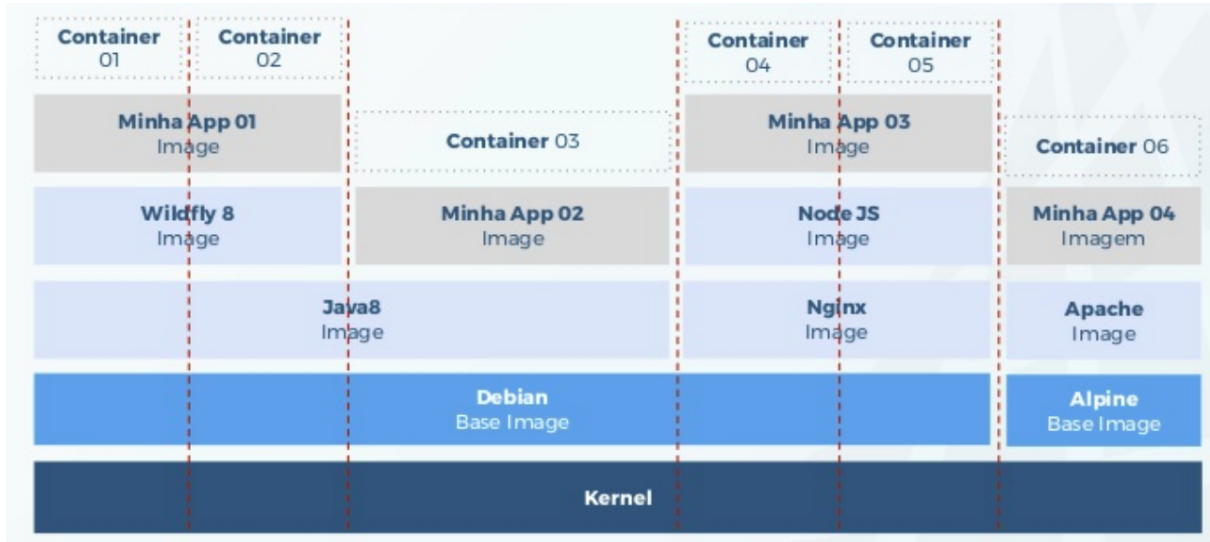 Container
01
Container
02
Container
04
Container
05
Minha App 01
Image
Container 03
Minha App 03
Image
Container 06
Wildfly 8
Image
Minha App 02
Image
Node JS
Image
Minha App 04
Imagem
Java8
Image
Nginx
Image
Apache
Image
Debian
Base Image
Alpine
Base Image
Kernel